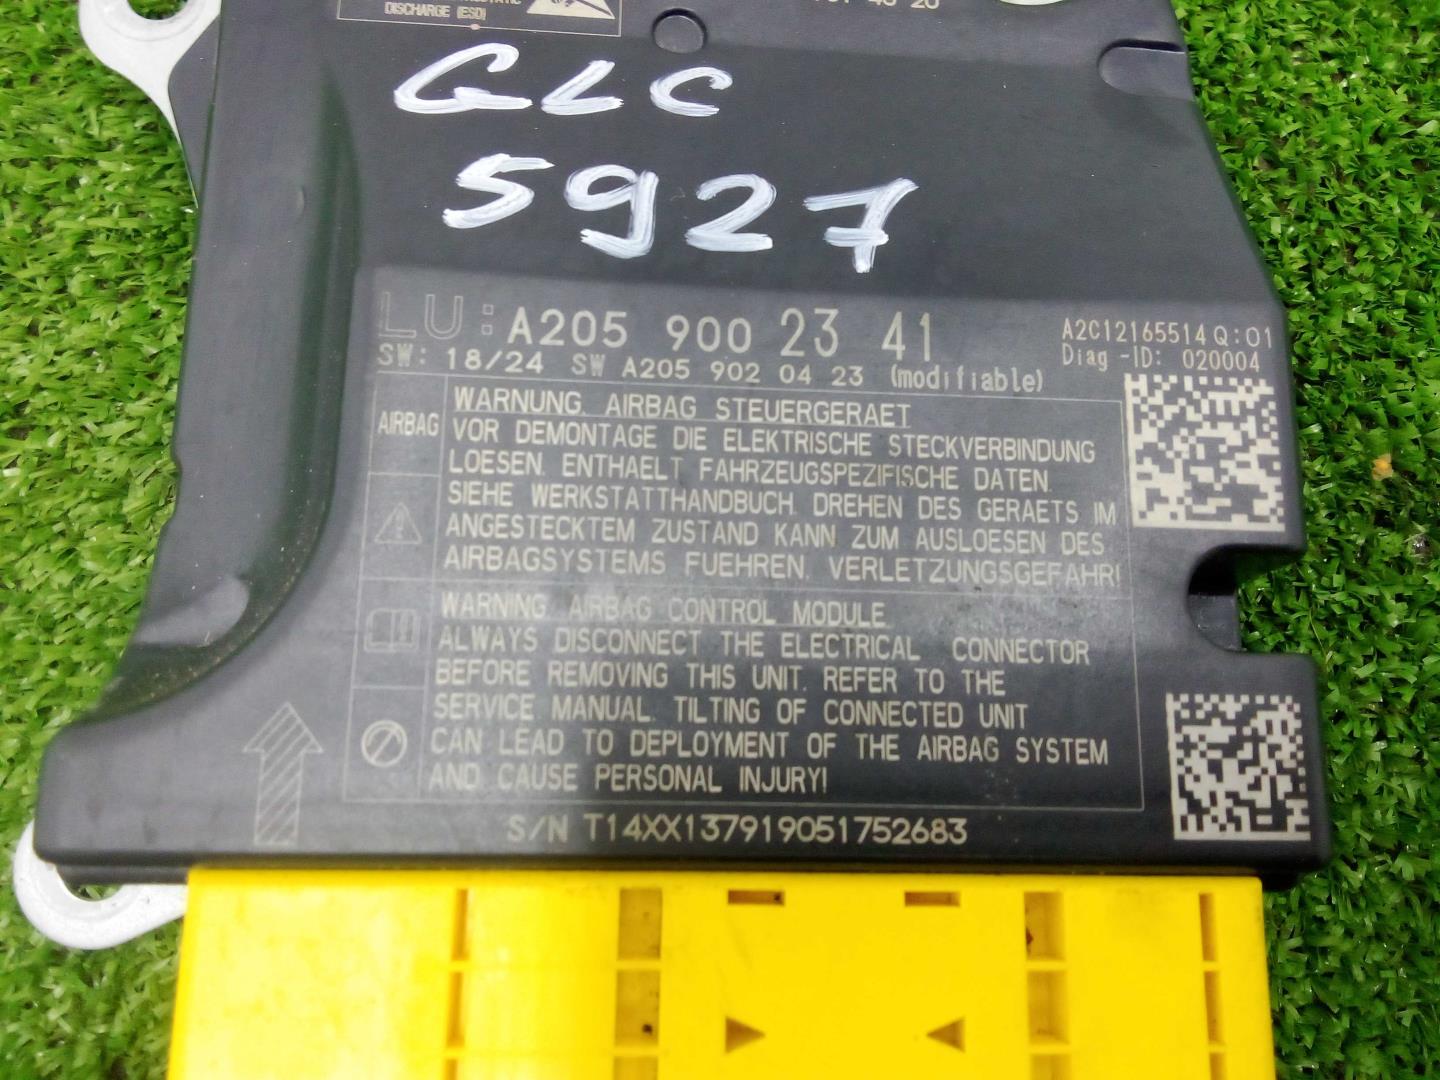 DISCHARGE (ESD)
GLC
5927
LU: A205 900 23 41
A2C12165514 Q:01
SW: 18/24 SW A205 902 04 23 (modifiable)
Diag -ID: 020004
AIRBAG
WARNUNG. AIRBAG STEUERGERAET
VOR DEMONTAGE DIE ELEKTRISCHE STECKVERBINDUNG
LOESEN. ENTHAELT FAHRZEUGSPEZIFISCHE DATEN.
SIEHE WERKSTATTHANDBUCH. DREHEN DES GERAETS IM
ANGESTECKTEM ZUSTAND KANN ZUM AUSLOESEN DES
AIRBAGSYSTEMS FUEHREN. VERLETZUNGSGEFAHR!
WARNING. AIRBAG CONTROL MODULE.
ALWAYS DISCONNECT THE ELECTRICAL CONNECTOR
BEFORE REMOVING THIS UNIT. REFER TO THE
SERVICE MANUAL. TILTING OF CONNECTED UNIT
CAN LEAD TO DEPLOYMENT OF THE AIRBAG SYSTEM
AND CAUSE PERSONAL INJURY!
S/N T14XX137919051752683